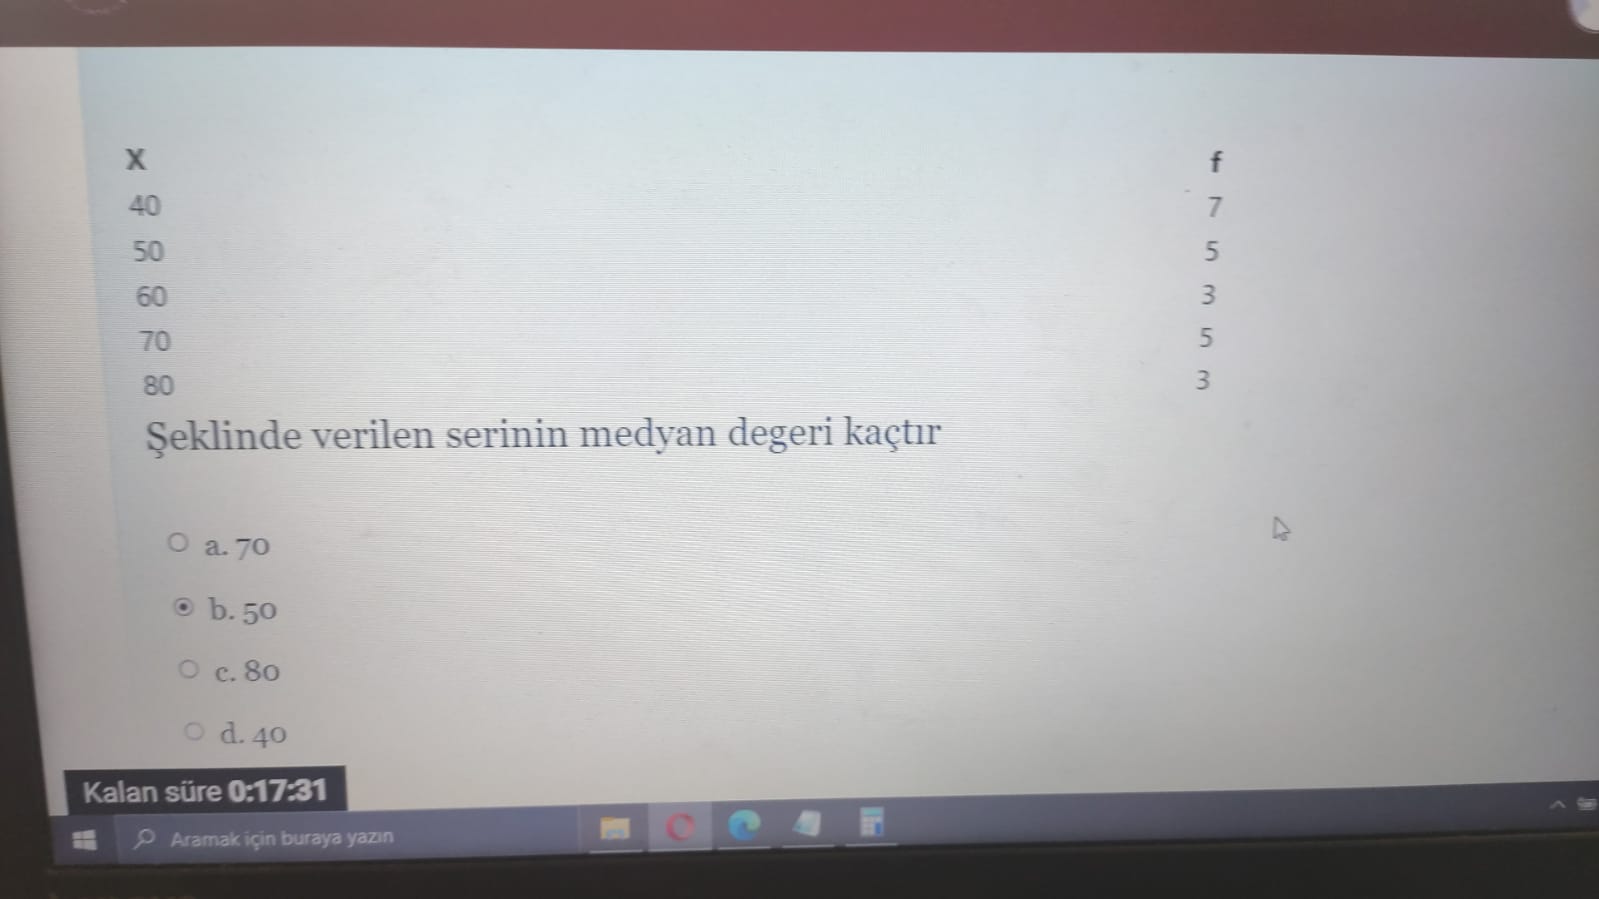 X f
40 7
50 5
60 3
70 5
80 3
Şeklinde verilen serinin medyan degeri kaçtır
a. 70
b. 50
c. 80
d. 40
Kalan süre 0:17:31
Aramak için buraya yazın